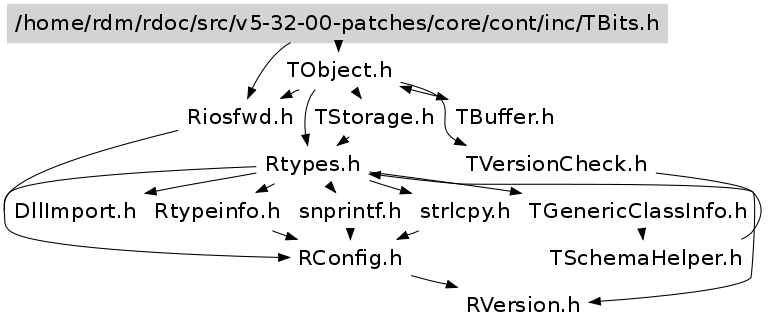 /home/rdm/rdoc/src/v5-32-00-patches/core/cont/inc/TBits.h
TObject.h
Riosfwd.h TStorage.h TBuffer.h
Rtypes.h TVersionCheck.h
DllImport.h Rtypeinfo.h snprintf.h strlcpy.h TGenericClassInfo.h
RConfig.h TSchemaHelper.h
RVersion.h